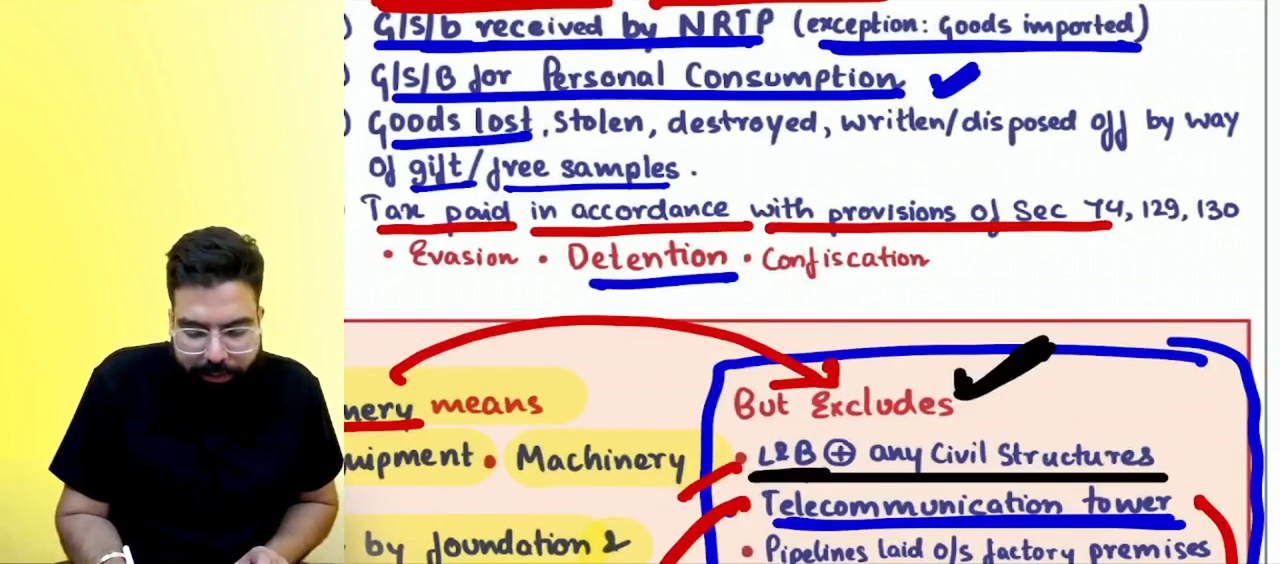 G/S/b received by NRTP (exception: Goods imported)
G/S/B for Personal Consumption
Goods lost, Stolen, destroyed, written/disposed off by way
of gift/free samples.
Tax paid in accordance with provisions of Sec 74, 129, 130
• Evasion • Detention • Confiscation
nery means
uipment • Machinery
by foundation &
But Excludes
• L&B ⊕ any Civil Structures
• Telecommunication tower
• Pipelines laid o/s factory premises